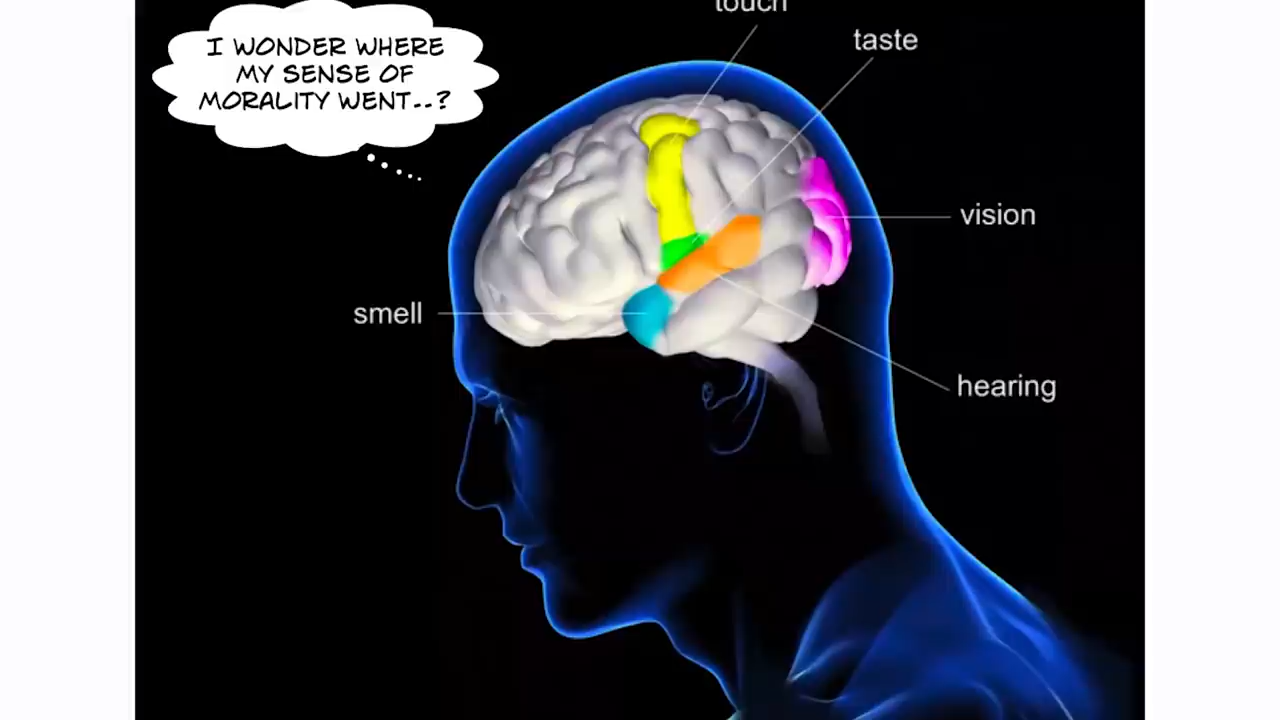 touch
I WONDER WHERE
MY SENSE OF
MORALITY WENT..?
taste
vision
smell
hearing